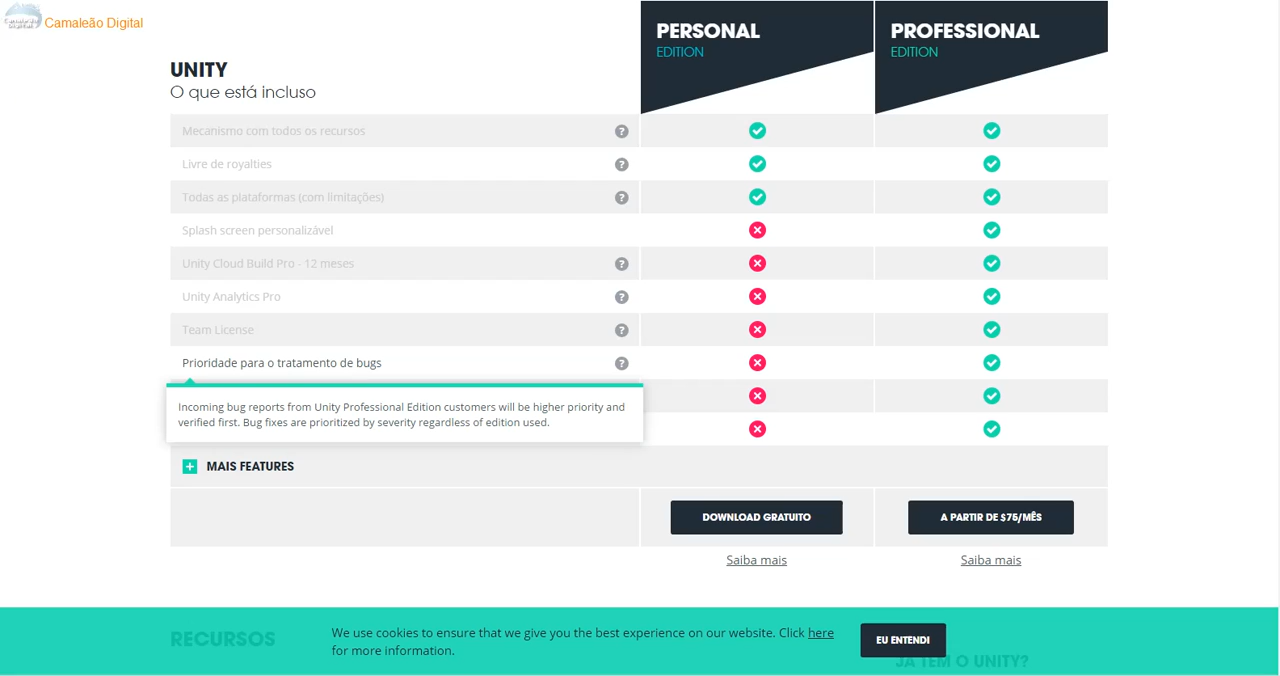 Camaleão Digital
Camaleão Digital
PERSONAL
EDITION
PROFESSIONAL
EDITION
UNITY
O que está incluso
Mecanismo com todos os recursos ?
Livre de royalties ?
Todas as plataformas (com limitações) ?
Splash screen personalizável
Unity Cloud Build Pro - 12 meses ?
Unity Analytics Pro ?
Team License ?
Prioridade para o tratamento de bugs ?
Incoming bug reports from Unity Professional Edition customers will be higher priority and
verified first. Bug fixes are prioritized by severity regardless of edition used.
MAIS FEATURES
DOWNLOAD GRATUITO
A PARTIR DE $75/MÊS
Saiba mais
Saiba mais
RECURSOS
We use cookies to ensure that we give you the best experience on our website. Click here
for more information.
EU ENTENDI
JÁ TEM O UNITY?